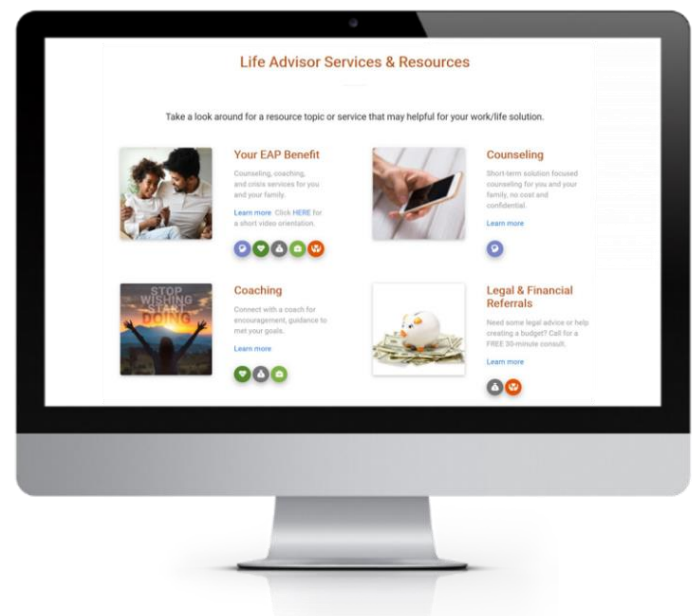 Life Advisor Services & Resources
Take a look around for a resource topic or service that may helpful for your work/life solution.
Your EAP Benefit
Counseling, coaching,
and crisis services for you
and your family.
Learn more Click HERE for
a short video orientation.
Counseling
Short-term solution focused
counseling for you and your
family, no cost and
confidential.
Learn more
STOP
WISHING
START
DOING
Coaching
Connect with a coach for
encouragement, guidance to
met your goals.
Learn more
Legal & Financial
Referrals
Need some legal advice or help
creating a budget? Call for a
FREE 30-minute consult.
Learn more